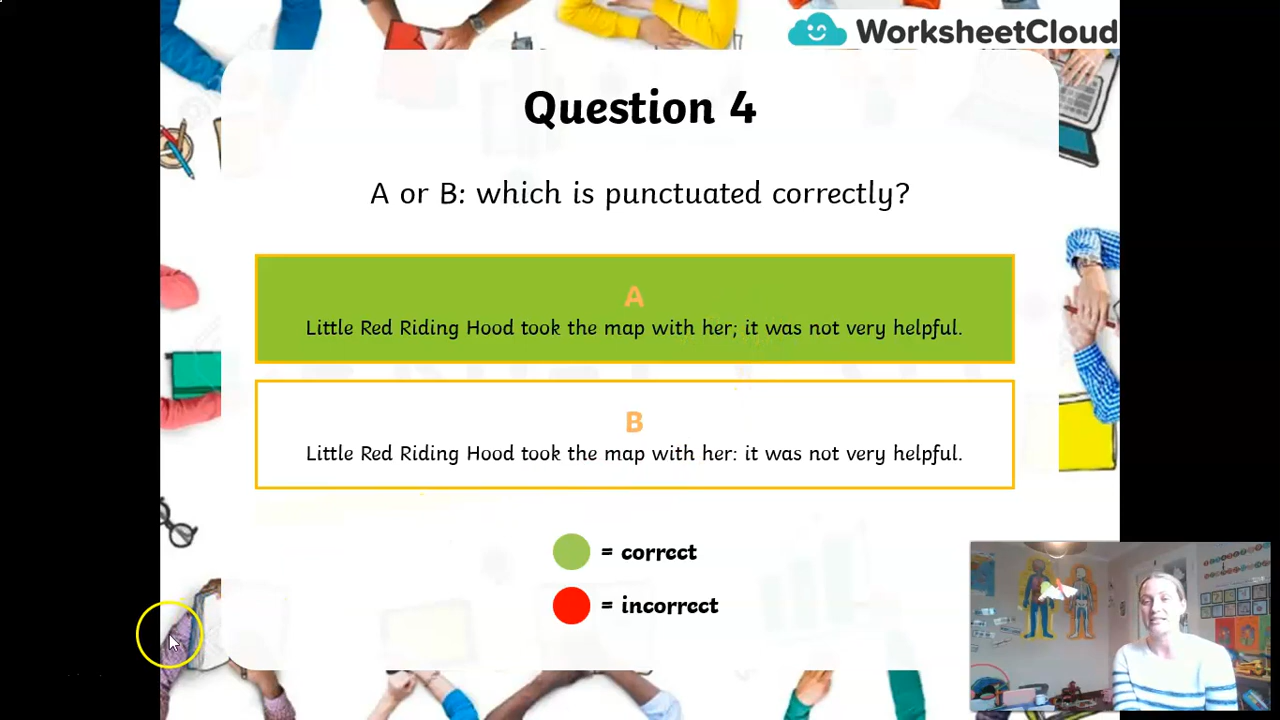 WorksheetCloud
Question 4
A or B: which is punctuated correctly?
A
Little Red Riding Hood took the map with her; it was not very helpful.
B
Little Red Riding Hood took the map with her: it was not very helpful.
= correct
= incorrect